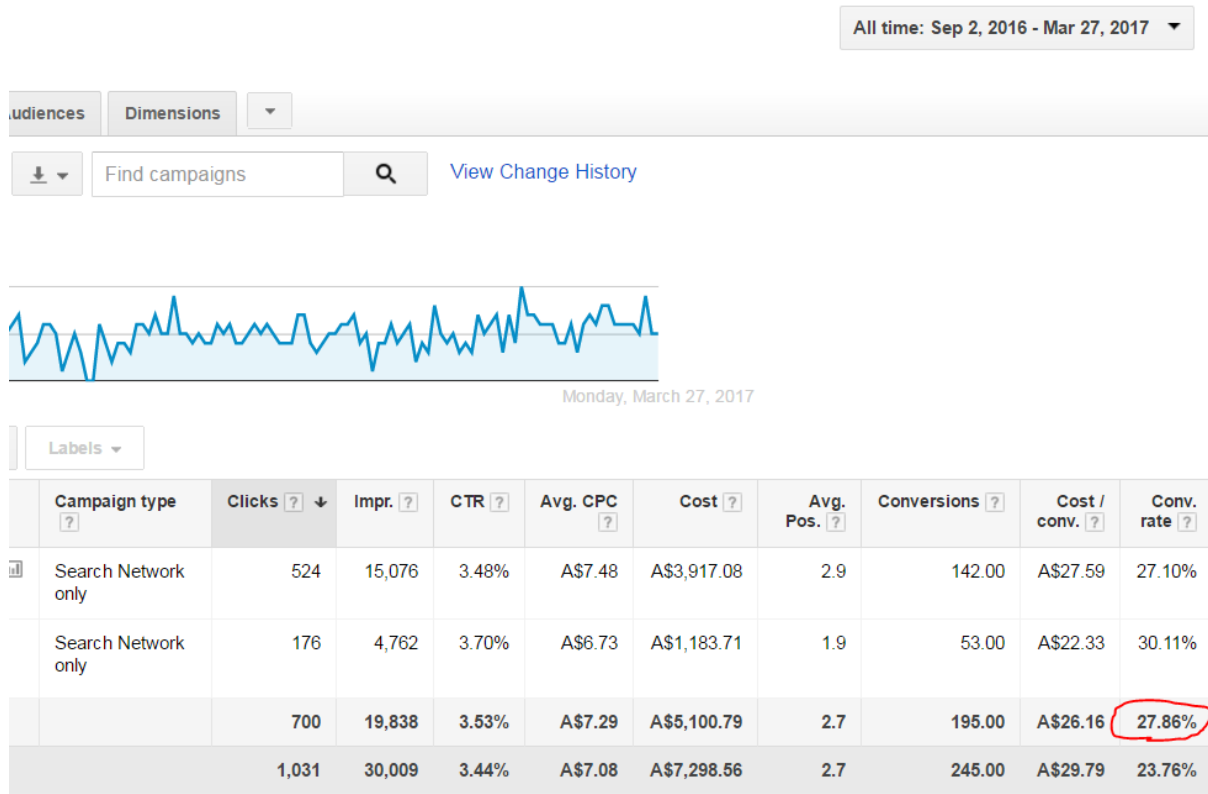 All time: Sep 2, 2016 - Mar 27, 2017
udiences Dimensions
Find campaigns View Change History
Monday, March 27, 2017
Labels
Campaign type ? Clicks ? Impr. ? CTR ? Avg. CPC ? Cost ? Avg. Pos. ? Conversions ? Cost / conv. ? Conv. rate ?
Search Network only 524 15,076 3.48% A$7.48 A$3,917.08 2.9 142.00 A$27.59 27.10%
Search Network only 176 4,762 3.70% A$6.73 A$1,183.71 1.9 53.00 A$22.33 30.11%
700 19,838 3.53% A$7.29 A$5,100.79 2.7 195.00 A$26.16 27.86%
1,031 30,009 3.44% A$7.08 A$7,298.56 2.7 245.00 A$29.79 23.76%